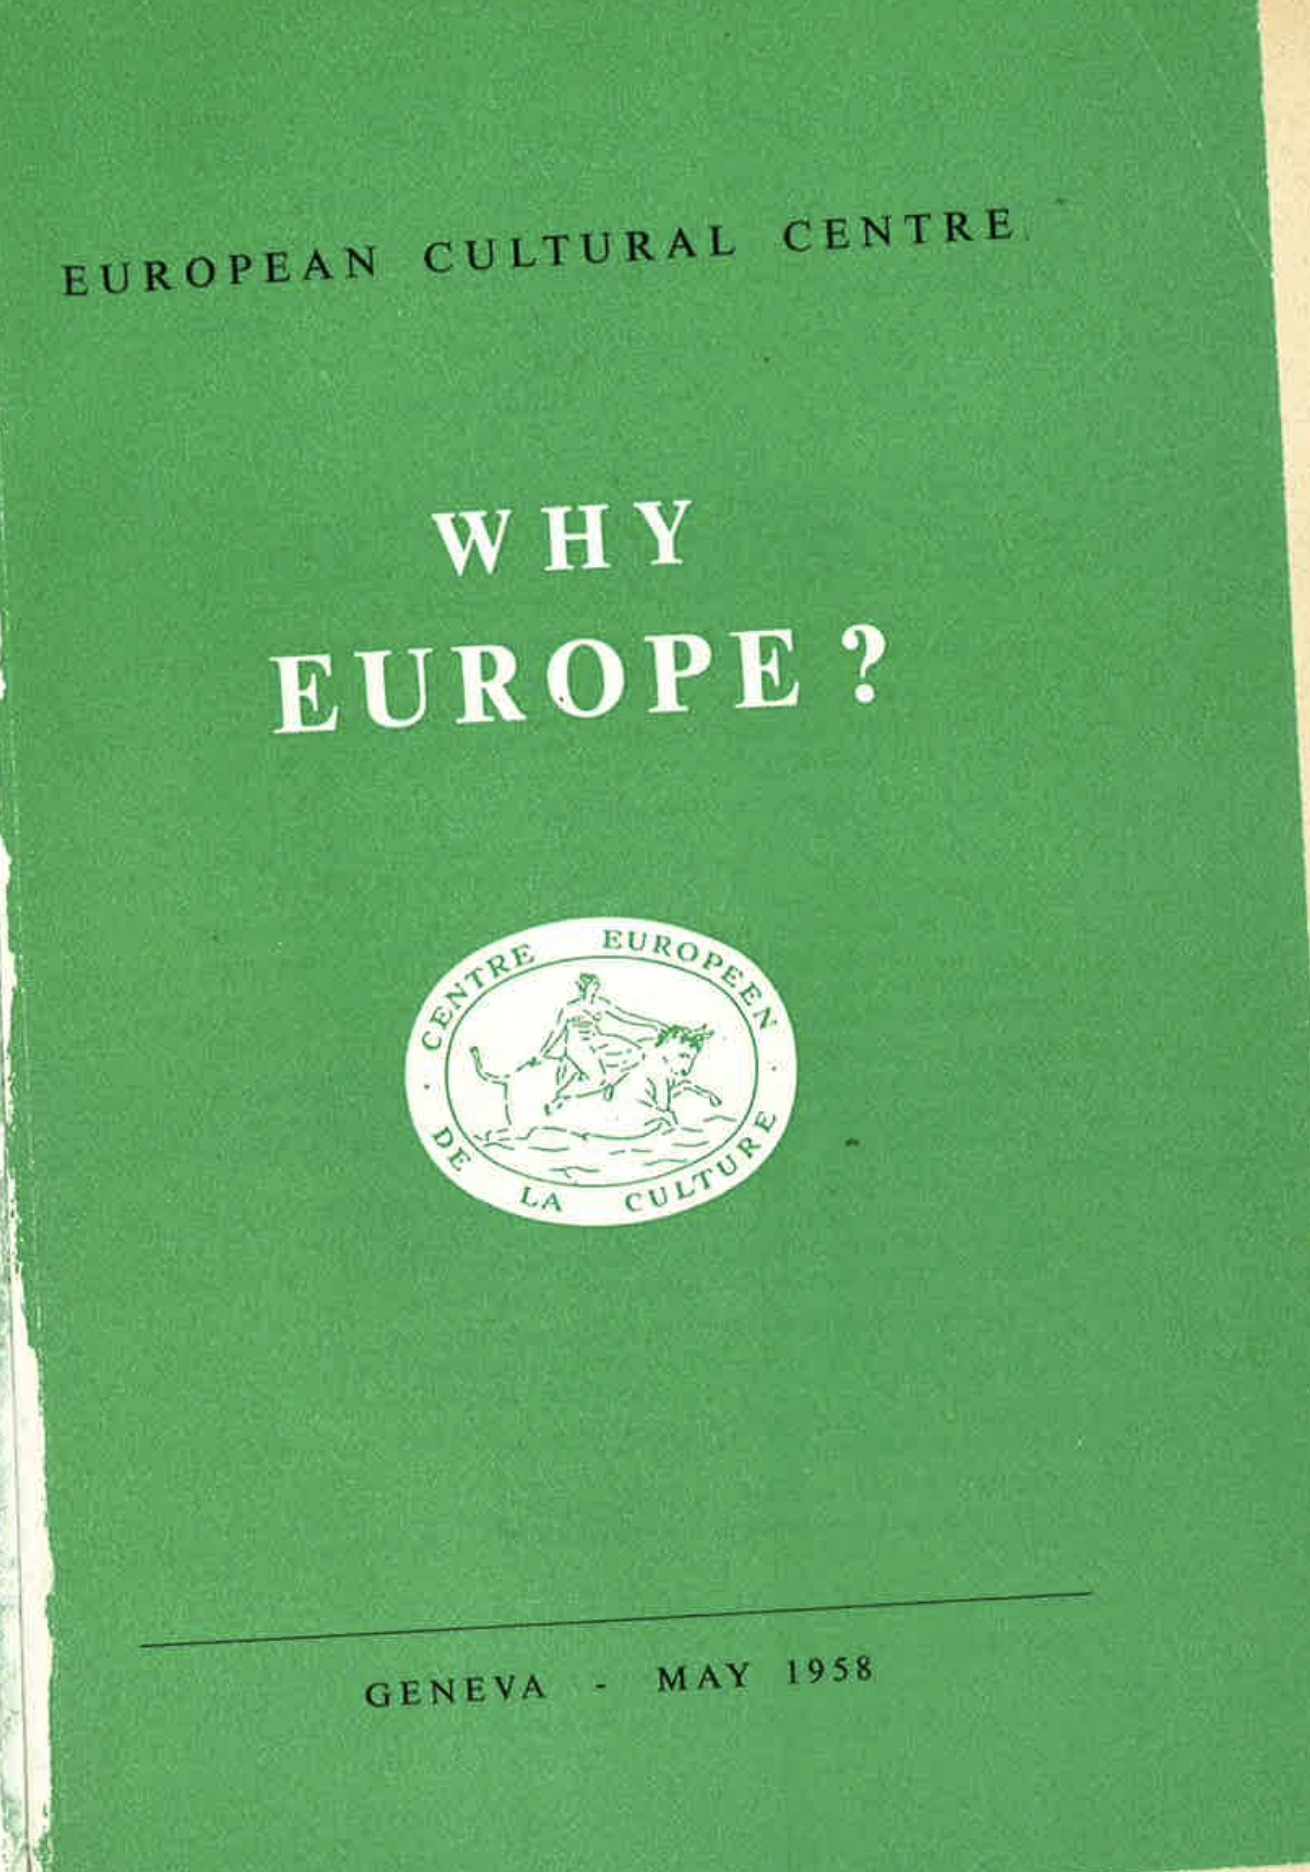 EUROPEAN CULTURAL CENTRE
WHY
EUROPE ?
CENTRE EUROPEEN
DE LA CULTURE
GENEVA - MAY 1958